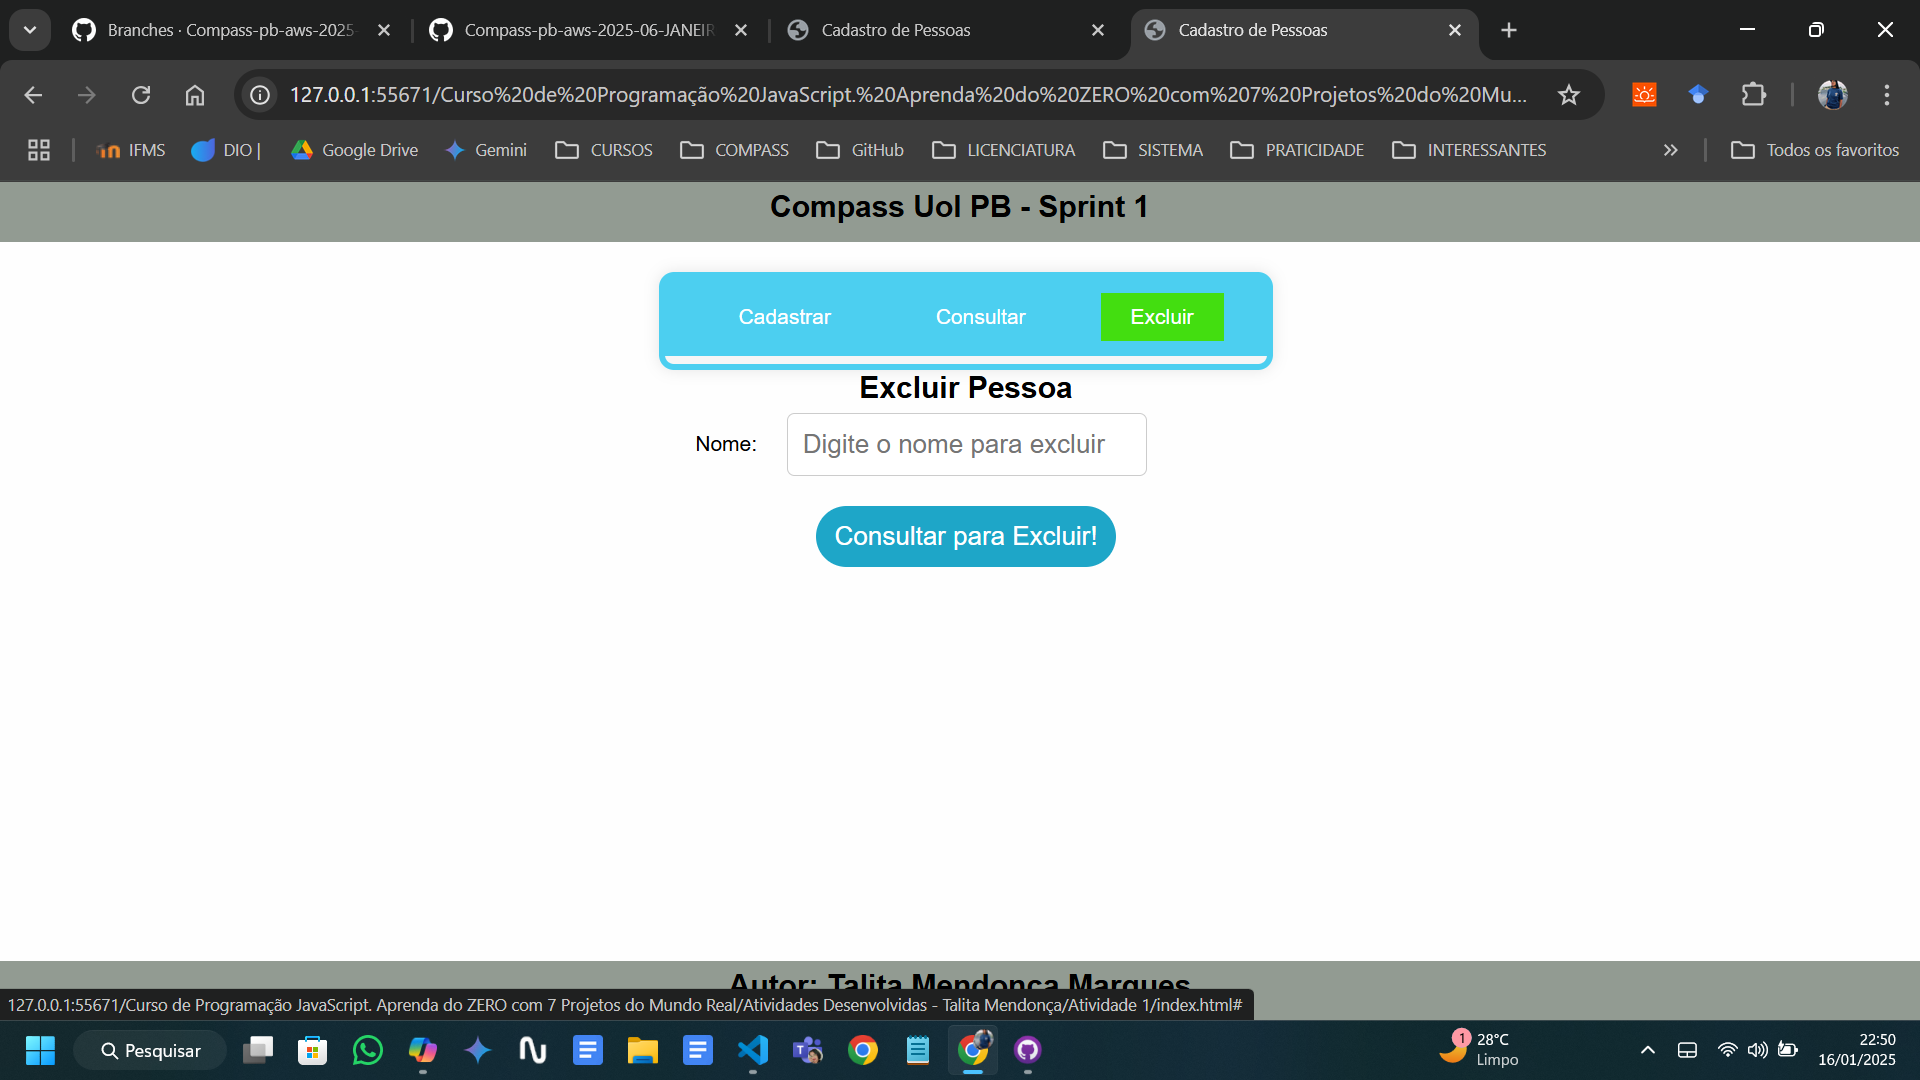 Branches · Compass-pb-aws-2025-
Compass-pb-aws-2025-06-JANEIR
Cadastro de Pessoas
Cadastro de Pessoas
127.0.0.1:55671/Curso%20de%20Programação%20JavaScript.%20Aprenda%20do%20ZERO%20com%207%20Projetos%20do%20Mu...
IFMS
DIO |
Google Drive
Gemini
CURSOS
COMPASS
GitHub
LICENCIATURA
SISTEMA
PRATICIDADE
INTERESSANTES
Todos os favoritos
Compass Uol PB - Sprint 1
Cadastrar
Consultar
Excluir
Excluir Pessoa
Nome:
Digite o nome para excluir
Consultar para Excluir!
Autor: Talita Mendonça Marques
127.0.0.1:55671/Curso de Programação JavaScript. Aprenda do ZERO com 7 Projetos do Mundo Real/Atividades Desenvolvidas - Talita Mendonça/Atividade 1/index.html#
Pesquisar
1
28°C
Limpo
22:50
16/01/2025